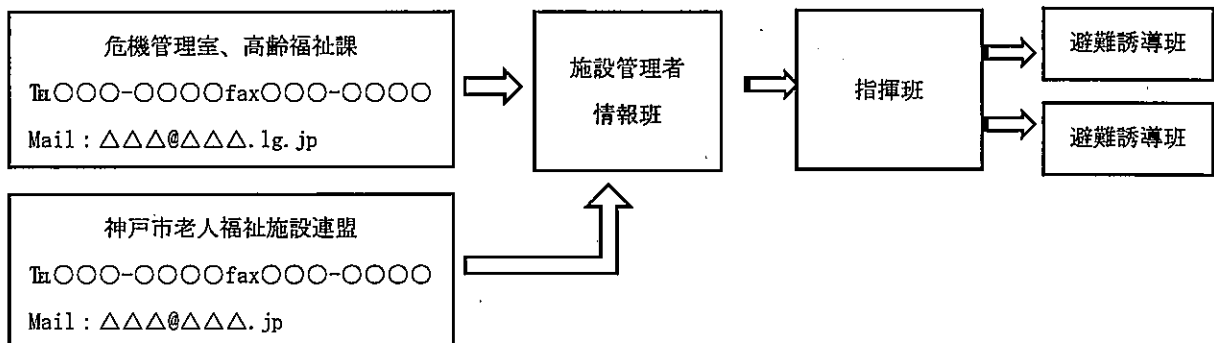 危機管理室、高齢福祉課
℡○○○-○○○○fax○○○-○○○○
Mail：△△△@△△△.lg.jp
神戸市老人福祉施設連盟
℡○○○-○○○○fax○○○-○○○○
Mail：△△△@△△△.jp
施設管理者
情報班
指揮班
避難誘導班
避難誘導班